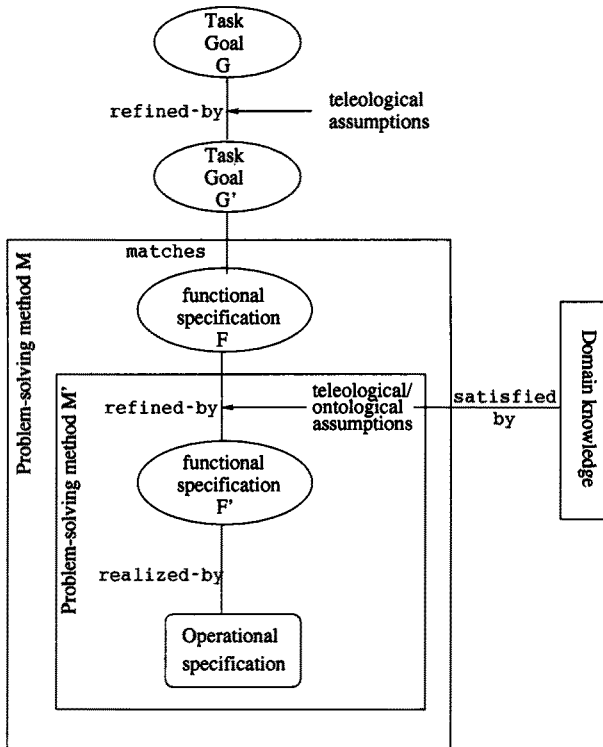 Task
Goal
G
refined-by
teleological
assumptions
Task
Goal
G'
matches
Problem-solving method M
functional
specification
F
Problem-solving method M'
refined-by
teleological/
ontological
assumptions
satisfied
by
Domain knowledge
functional
specification
F'
realized-by
Operational
specification